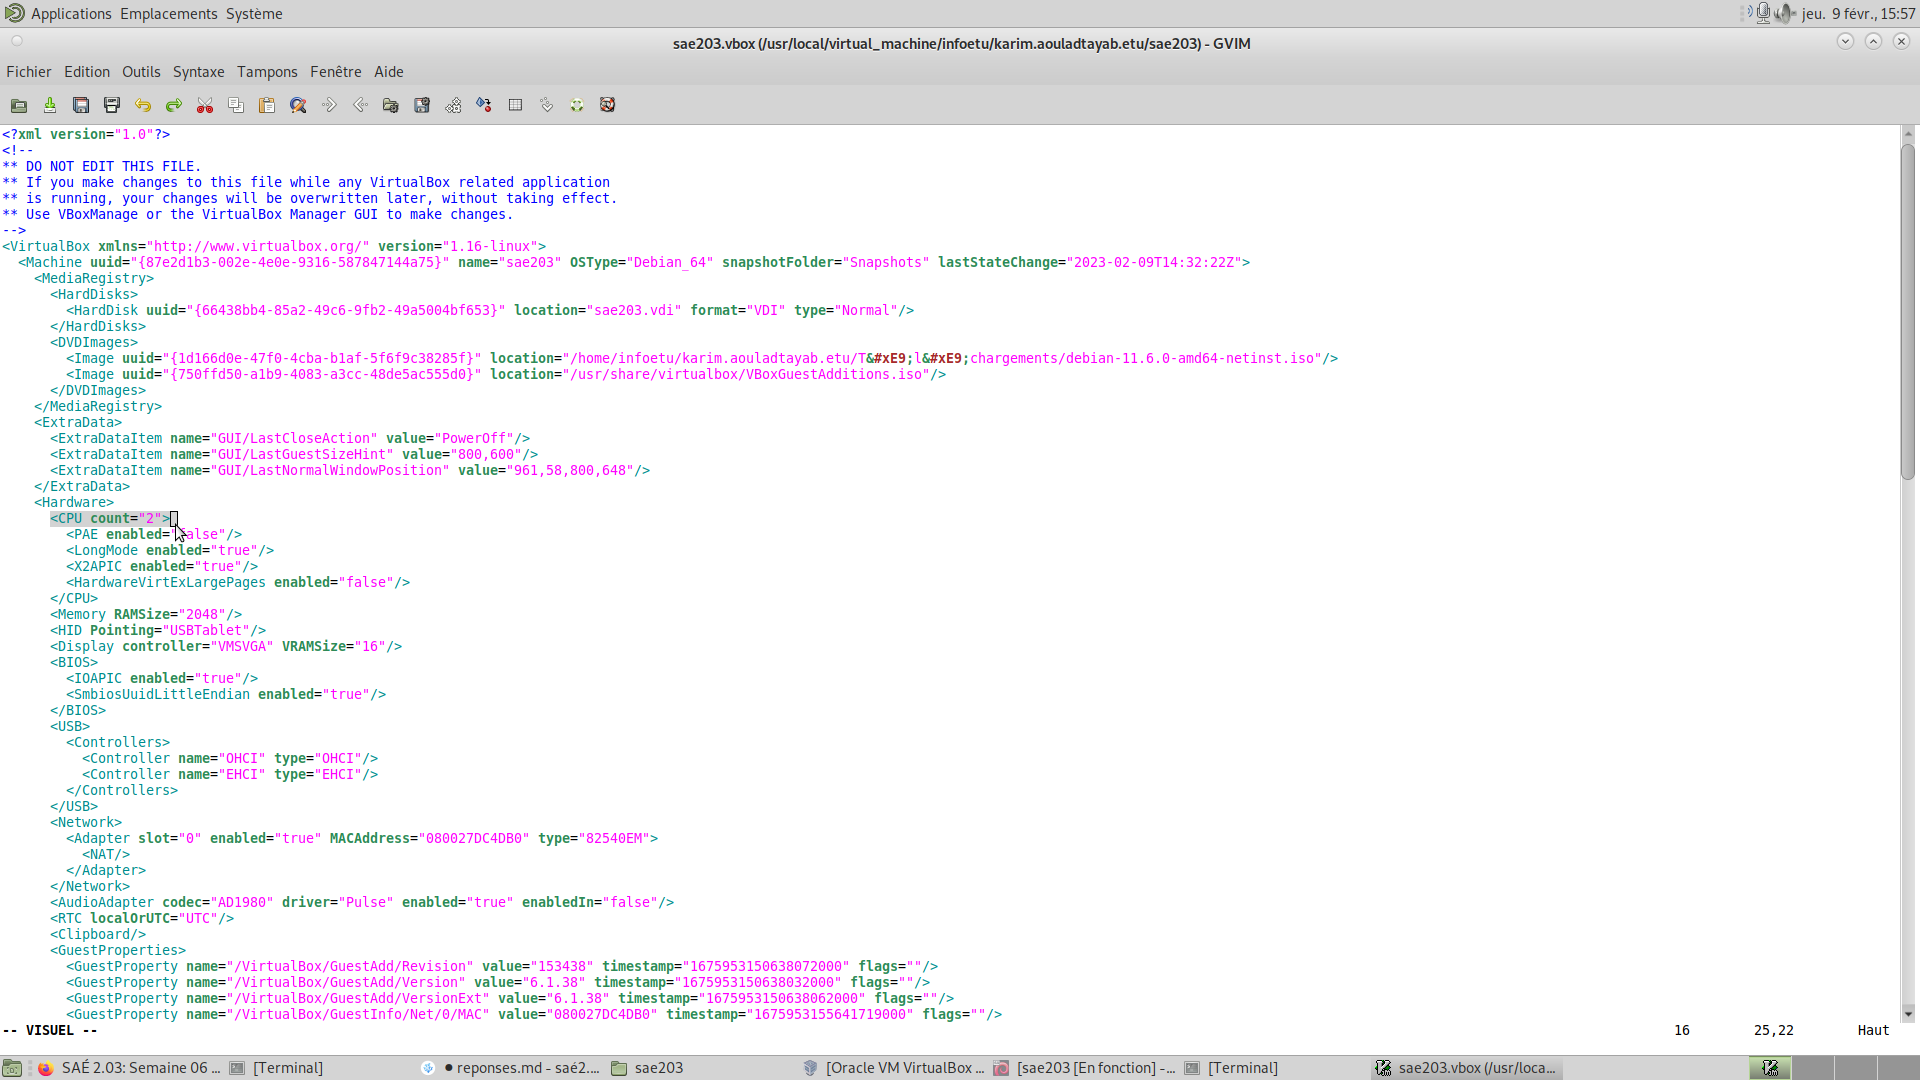 Applications Emplacements Système jeu. 9 févr., 15:57
sae203.vbox (/usr/local/virtual_machine/infoetu/karim.aouladtayab.etu/sae203) - GVIM
Fichier Edition Outils Syntaxe Tampons Fenêtre Aide
<?xml version="1.0"?>
<!--
** DO NOT EDIT THIS FILE.
** If you make changes to this file while any VirtualBox related application
** is running, your changes will be overwritten later, without taking effect.
** Use VBoxManage or the VirtualBox Manager GUI to make changes.
-->
<VirtualBox xmlns="http://www.virtualbox.org/" version="1.16-linux">
  <Machine uuid="{87e2d1b3-002e-4e0e-9316-587847144a75}" name="sae203" OSType="Debian_64" snapshotFolder="Snapshots" lastStateChange="2023-02-09T14:32:22Z">
    <MediaRegistry>
      <HardDisks>
        <HardDisk uuid="{66438bb4-85a2-49c6-9fb2-49a5004bf653}" location="sae203.vdi" format="VDI" type="Normal"/>
      </HardDisks>
      <DVDImages>
        <Image uuid="{1d166d0e-47f0-4cba-b1af-5f6f9c38285f}" location="/home/infoetu/karim.aouladtayab.etu/T&#xE9;l&#xE9;chargements/debian-11.6.0-amd64-netinst.iso"/>
        <Image uuid="{750ffd50-a1b9-4083-a3cc-48de5ac555d0}" location="/usr/share/virtualbox/VBoxGuestAdditions.iso"/>
      </DVDImages>
    </MediaRegistry>
    <ExtraData>
      <ExtraDataItem name="GUI/LastCloseAction" value="PowerOff"/>
      <ExtraDataItem name="GUI/LastGuestSizeHint" value="800,600"/>
      <ExtraDataItem name="GUI/LastNormalWindowPosition" value="961,58,800,648"/>
    </ExtraData>
    <Hardware>
      <CPU count="2">
        <PAE enabled="false"/>
        <LongMode enabled="true"/>
        <X2APIC enabled="true"/>
        <HardwareVirtExLargePages enabled="false"/>
      </CPU>
      <Memory RAMSize="2048"/>
      <HID Pointing="USBTablet"/>
      <Display controller="VMSVGA" VRAMSize="16"/>
      <BIOS>
        <IOAPIC enabled="true"/>
        <SmbiosUuidLittleEndian enabled="true"/>
      </BIOS>
      <USB>
        <Controllers>
          <Controller name="OHCI" type="OHCI"/>
          <Controller name="EHCI" type="EHCI"/>
        </Controllers>
      </USB>
      <Network>
        <Adapter slot="0" enabled="true" MACAddress="080027DC4DB0" type="82540EM">
          <NAT/>
        </Adapter>
      </Network>
      <AudioAdapter codec="AD1980" driver="Pulse" enabled="true" enabledIn="false"/>
      <RTC localOrUTC="UTC"/>
      <Clipboard/>
      <GuestProperties>
        <GuestProperty name="/VirtualBox/GuestAdd/Revision" value="153438" timestamp="1675953150638072000" flags=""/>
        <GuestProperty name="/VirtualBox/GuestAdd/Version" value="6.1.38" timestamp="1675953150638032000" flags=""/>
        <GuestProperty name="/VirtualBox/GuestAdd/VersionExt" value="6.1.38" timestamp="1675953150638062000" flags=""/>
        <GuestProperty name="/VirtualBox/GuestInfo/Net/0/MAC" value="080027DC4DB0" timestamp="1675953155641719000" flags=""/>
-- VISUEL -- 16 25,22 Haut
SAÉ 2.03: Semaine 06 ... [Terminal] ● reponses.md - saé2.... sae203 [Oracle VM VirtualBox ... [sae203 [En fonction] -... [Terminal] sae203.vbox (/usr/loca...